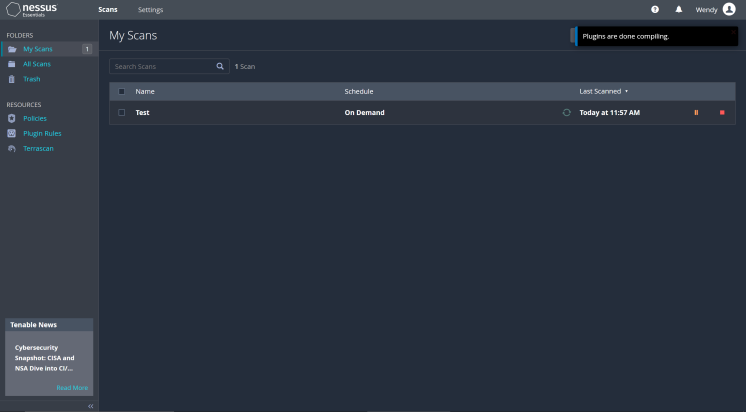 nessus
Essentials
Scans
Settings
Wendy
FOLDERS
My Scans
1
All Scans
Trash
RESOURCES
Policies
Plugin Rules
Terrascan
My Scans
Plugins are done compiling.
Search Scans
1 Scan
Name
Schedule
Last Scanned
Test
On Demand
Today at 11:57 AM
Tenable News
Cybersecurity
Snapshot: CISA and
NSA Dive into CI/...
Read More